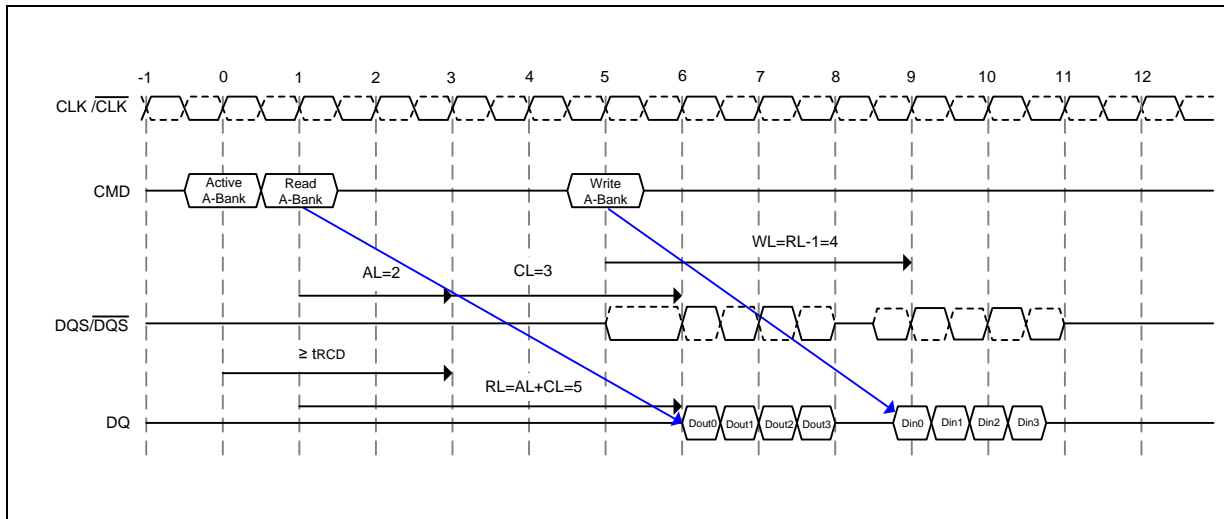 -1 0 1 2 3 4 5 6 7 8 9 10 11 12
CLK /CLK
CMD
Active
A-Bank
Read
A-Bank
Write
A-Bank
WL=RL-1=4
AL=2
CL=3
DQS/DQS
≥ tRCD
RL=AL+CL=5
DQ
Dout0 Dout1 Dout2 Dout3 Din0 Din1 Din2 Din3